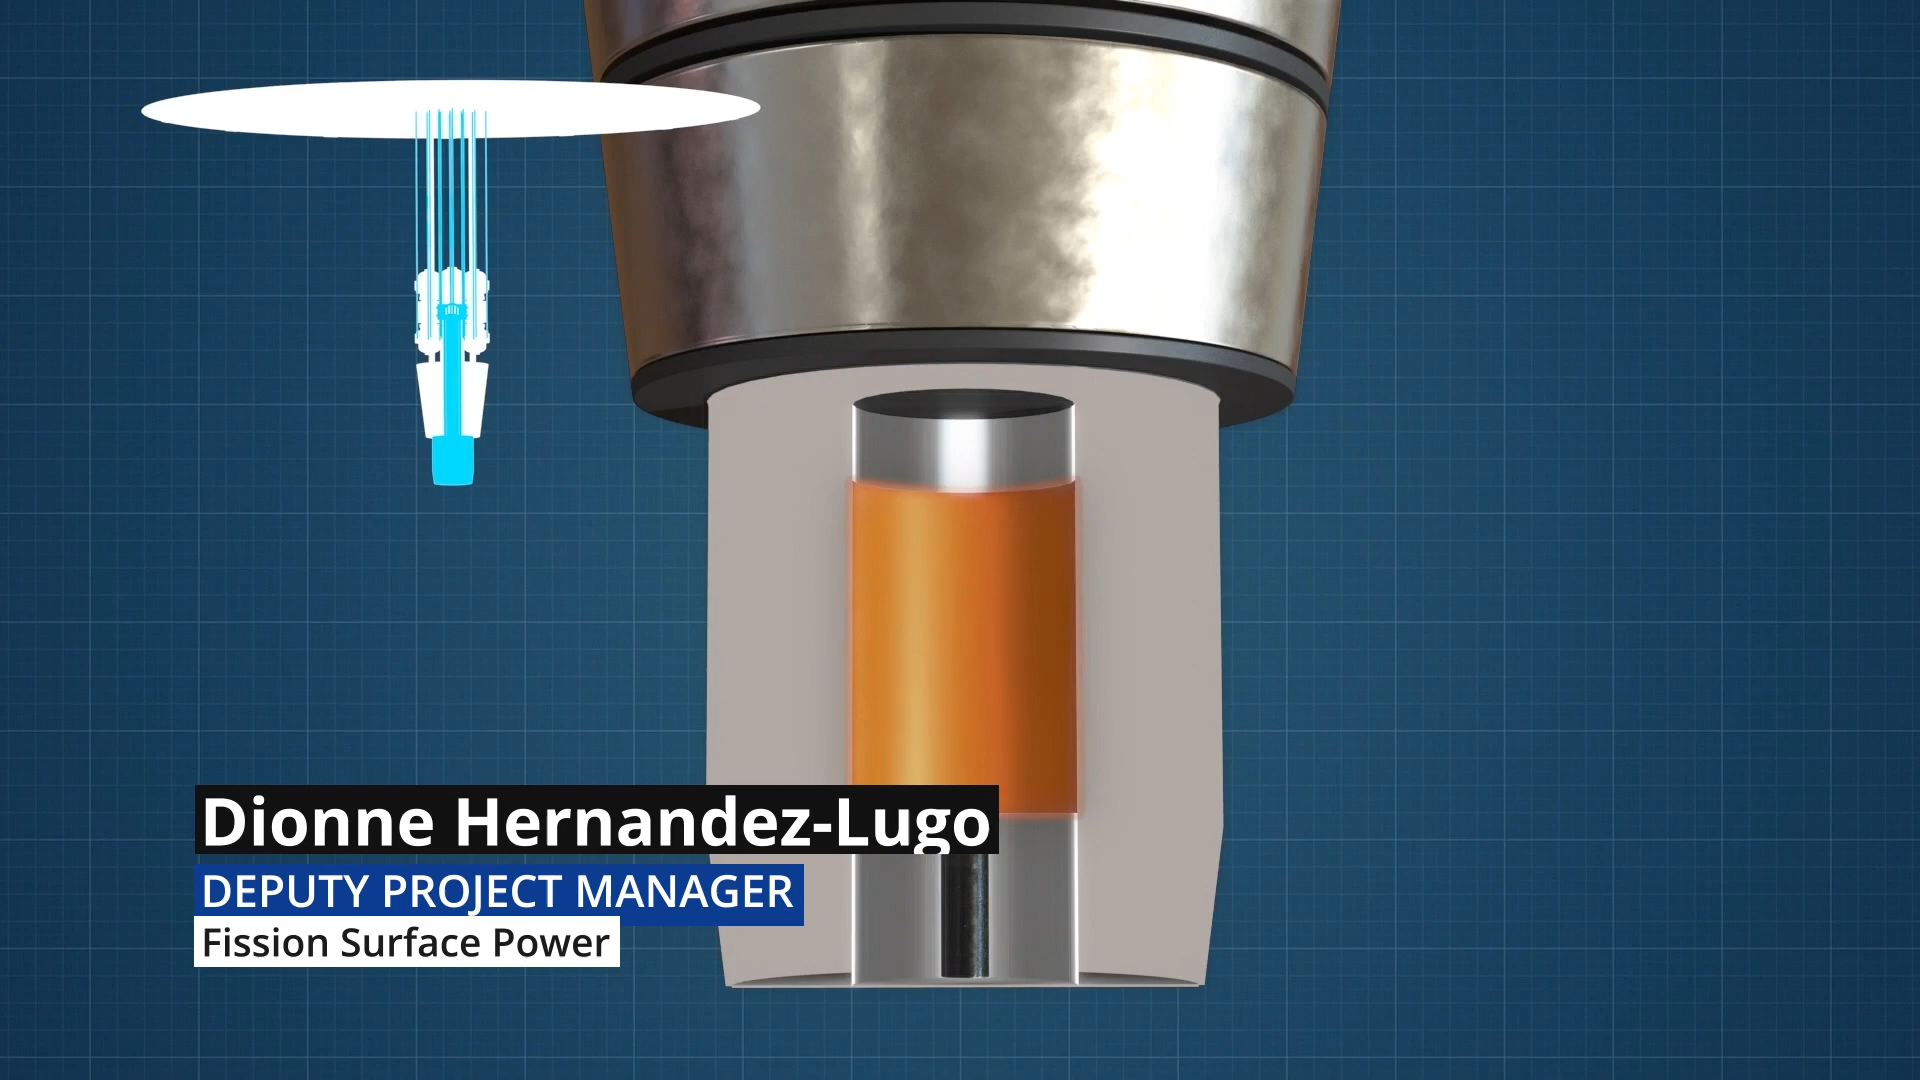 Dionne Hernandez-Lugo
DEPUTY PROJECT MANAGER
Fission Surface Power